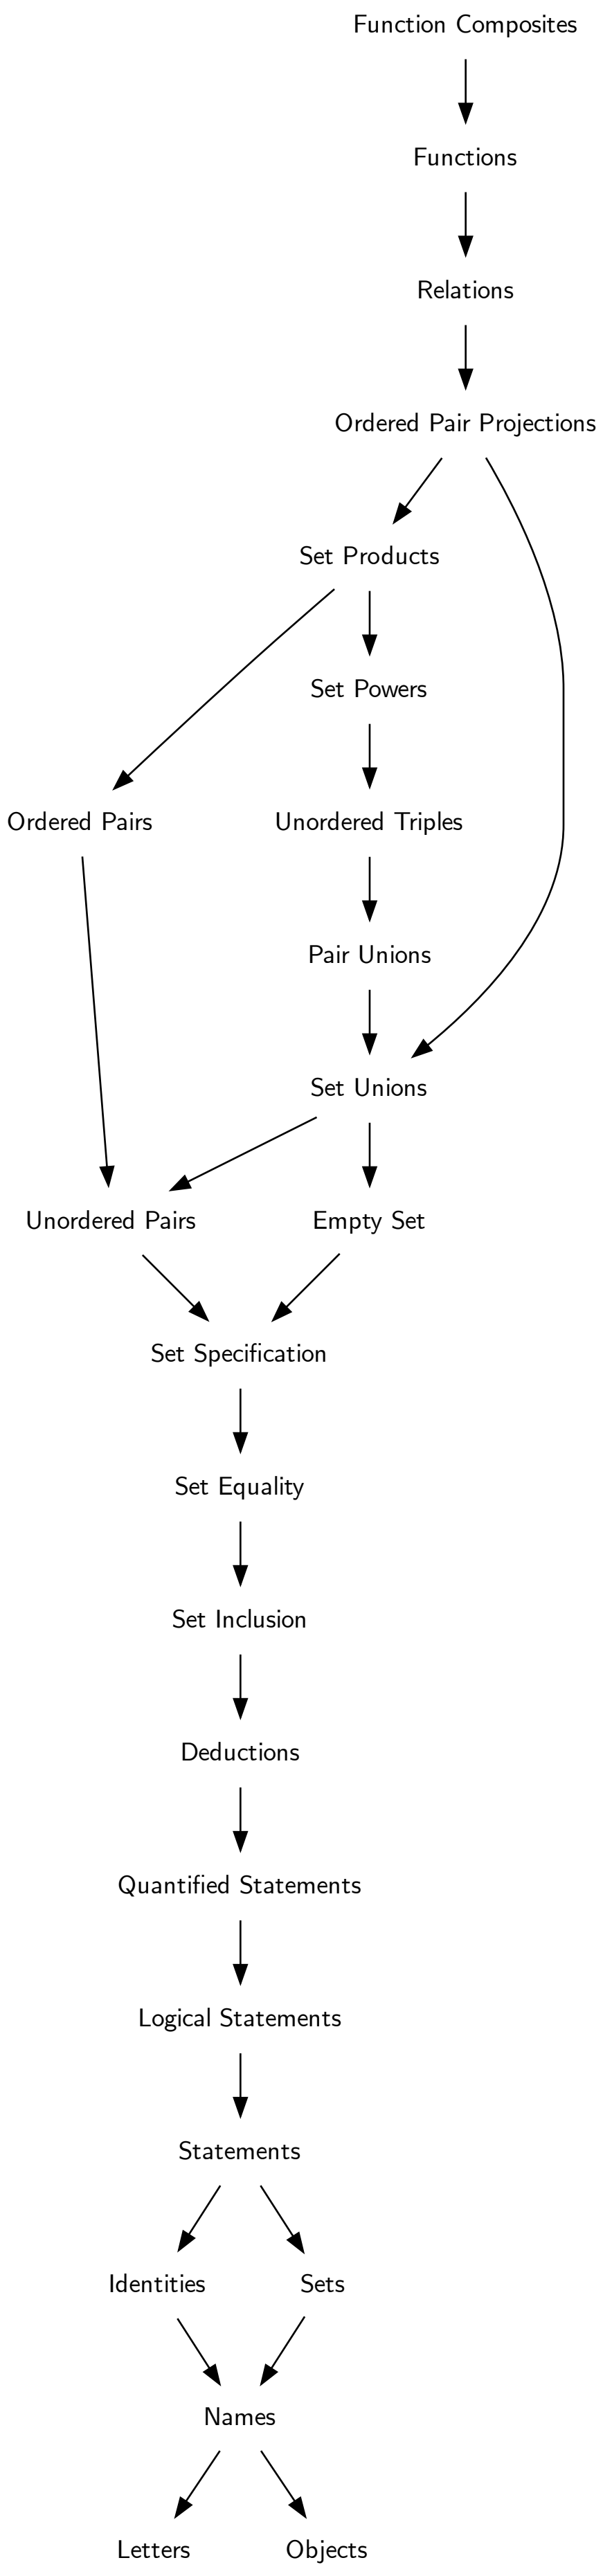 Function Composites
Functions
Relations
Ordered Pair Projections
Set Products
Set Powers
Ordered Pairs
Unordered Triples
Pair Unions
Set Unions
Unordered Pairs
Empty Set
Set Specification
Set Equality
Set Inclusion
Deductions
Quantified Statements
Logical Statements
Statements
Identities
Sets
Names
Letters
Objects